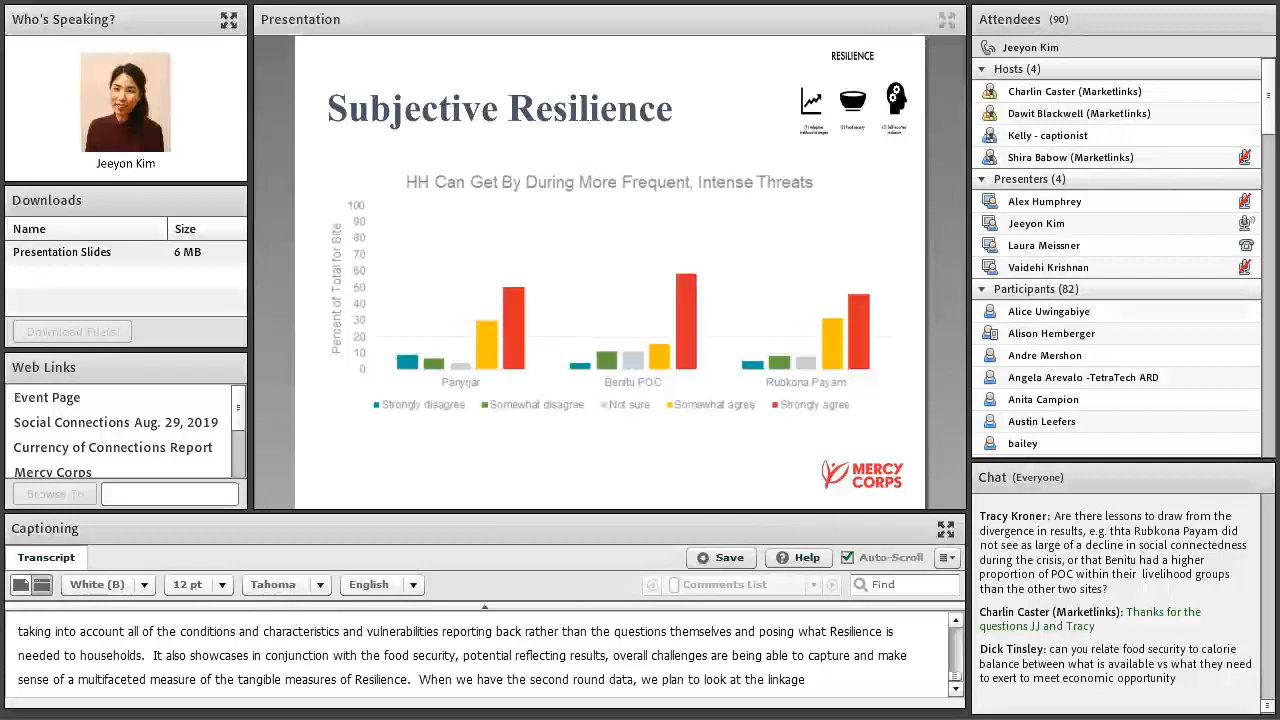 Who's Speaking?
Jeeyon Kim
Downloads
Name Size
Presentation Slides 6 MB
Download File(s)
Web Links
Event Page
Social Connections Aug. 29, 2019
Currency of Connections Report
Mercy Corps
Browse To
Presentation
RESILIENCE
Subjective Resilience
HH Can Get By During More Frequent, Intense Threats
Percent of Total for Site
100
90
80
70
60
50
40
30
20
10
0
Panyijar Benitu POC Rubkona Payam
Strongly disagree Somewhat disagree Not sure Somewhat agree Strongly agree
MERCY
CORPS
Captioning
Transcript Save Help Auto-Scroll
White (B) 12 pt Tahoma English Comments List Find
taking into account all of the conditions and characteristics and vulnerabilities reporting back rather than the questions themselves and posing what Resilience is
needed to households. It also showcases in conjunction with the food security, potential reflecting results, overall challenges are being able to capture and make
sense of a multifaceted measure of the tangible measures of Resilience. When we have the second round data, we plan to look at the linkage
Attendees (90)
Jeeyon Kim
Hosts (4)
Charlin Caster (Marketlinks)
Dawit Blackwell (Marketlinks)
Kelly - captionist
Shira Babow (Marketlinks)
Presenters (4)
Alex Humphrey
Jeeyon Kim
Laura Meissner
Vaidehi Krishnan
Participants (82)
Alice Uwingabiye
Alison Hemberger
Andre Mershon
Angela Arevalo -TetraTech ARD
Anita Campion
Austin Leefers
bailey
Chat (Everyone)
Tracy Kroner: Are there lessons to draw from the
divergence in results, e.g. thta Rubkona Payam did
not see as large of a decline in social connectedness
during the crisis, or that Benitu had a higher
proportion of POC within their livelihood groups
than the other two sites?
Charlin Caster (Marketlinks): Thanks for the
questions JJ and Tracy
Dick Tinsley: can you relate food security to calorie
balance between what is available vs what they need
to exert to meet economic opportunity